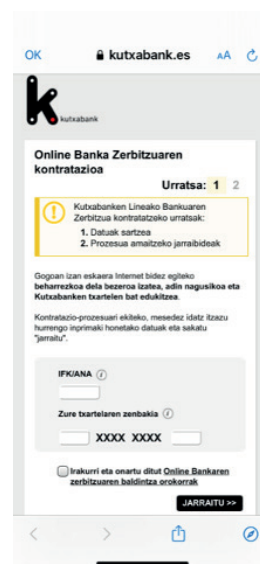 OK kutxabank.es AA
k
kutxabank
Online Banka Zerbitzuaren
kontratazioa
Urratsa: 1 2
Kutxabanken Lineako Bankuaren
Zerbitzua kontratatzeko urratsak:
1. Datuak sartzea
2. Prozesua amaitzeko jarraibideak
Gogoan izan eskaera Internet bidez egiteko
beharrezkoa dela bezeroa izatea, adin nagusikoa eta
Kutxabanken txartelen bat edukitzea.
Kontratazio-prozesuari ekiteko, mesedez idatz itzazu
hurrengo inprimaki honetako datuak eta sakatu
"jarraitu".
IFK/ANA i
Zure txartelaren zenbakia i
XXXX XXXX
Irakurri eta onartu ditut Online Bankaren
zerbitzuaren baldintza orokorrak
JARRAITU >>